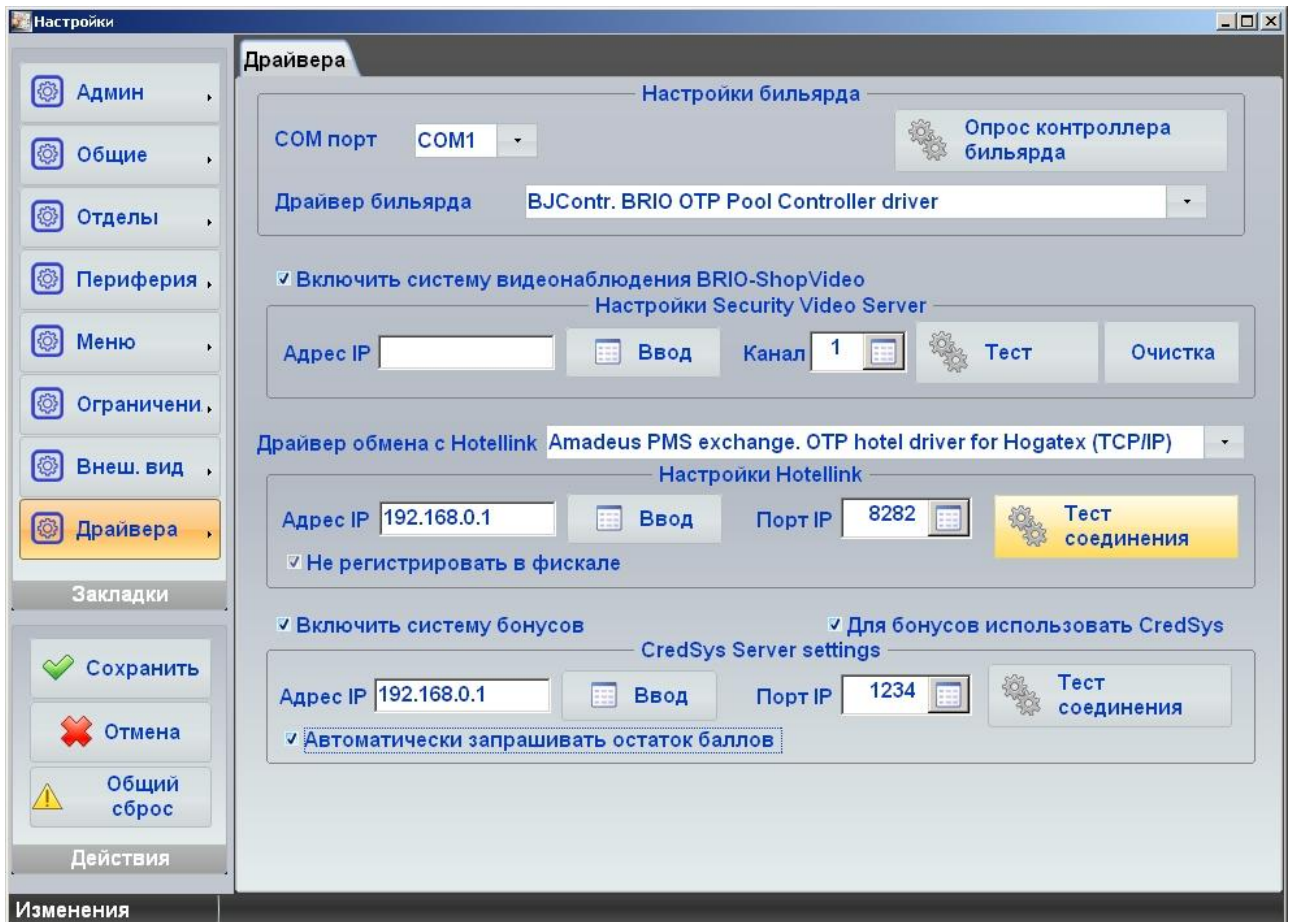 Настройки
Админ
Общие
Отделы
Периферия
Меню
Ограничени
Внеш. вид
Драйвера
Закладки
Сохранить
Отмена
Общий
сброс
Действия
Изменения
Драйвера
Настройки бильярда
COM порт COM1
Опрос контроллера
бильярда
Драйвер бильярда BJContr. BRIO OTP Pool Controller driver
Включить систему видеонаблюдения BRIO-ShopVideo
Настройки Security Video Server
Адрес IP Ввод Канал 1 Тест Очистка
Драйвер обмена с Hotellink Amadeus PMS exchange. OTP hotel driver for Hogatex (TCP/IP)
Настройки Hotellink
Адрес IP 192.168.0.1 Ввод Порт IP 8282
Тест
соединения
Не регистрировать в фискале
Включить систему бонусов Для бонусов использовать CredSys
CredSys Server settings
Адрес IP 192.168.0.1 Ввод Порт IP 1234
Тест
соединения
Автоматически запрашивать остаток баллов